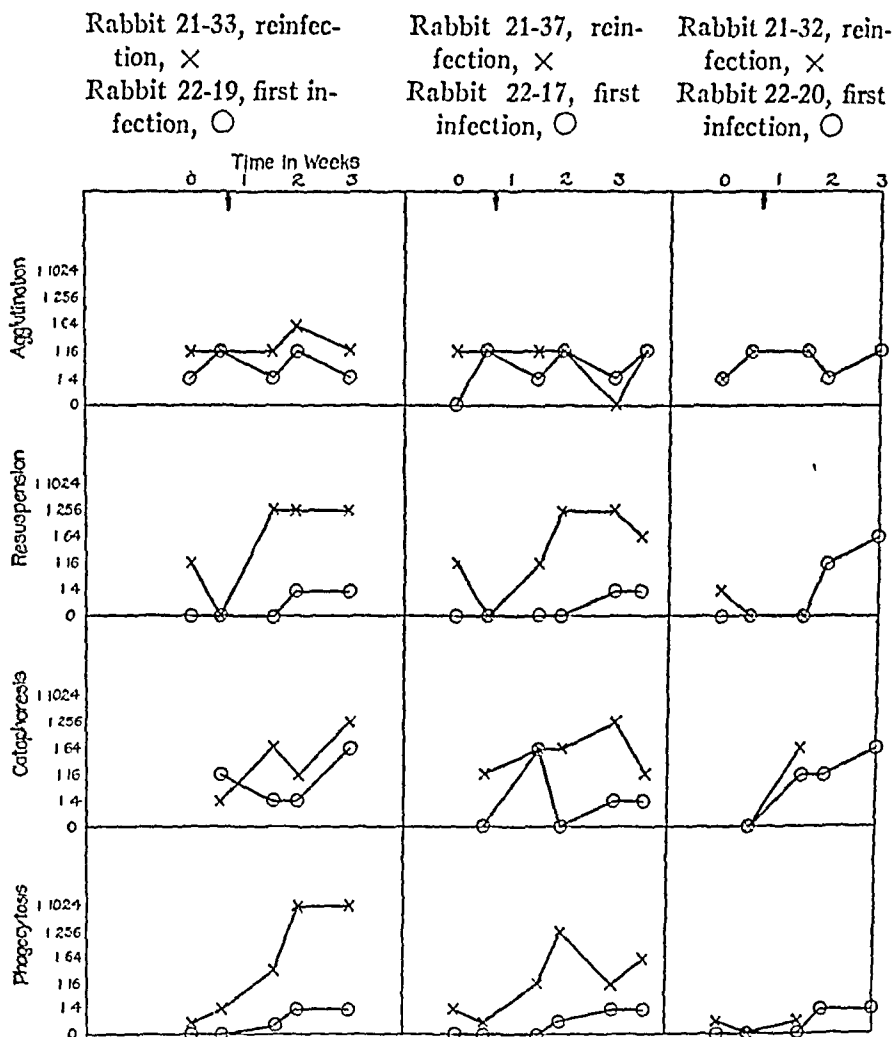 Rabbit 21-33, reinfec-
tion, ×
Rabbit 22-19, first in-
fection, ○
Rabbit 21-37, rein-
fection, ×
Rabbit 22-17, first
infection, ○
Rabbit 21-32, rein-
fection, ×
Rabbit 22-20, first
infection, ○
Time in Weeks
0 1 2 3
0 1 2 3
0 1 2 3
Agglutination
1 1024
1 256
1 64
1 16
1 4
0
Resuspension
1 1024
1 256
1 64
1 16
1 4
0
Cataphoresis
1 1024
1 256
1 64
1 16
1 4
0
Phagocytosis
1 1024
1 256
1 64
1 16
1 4
0